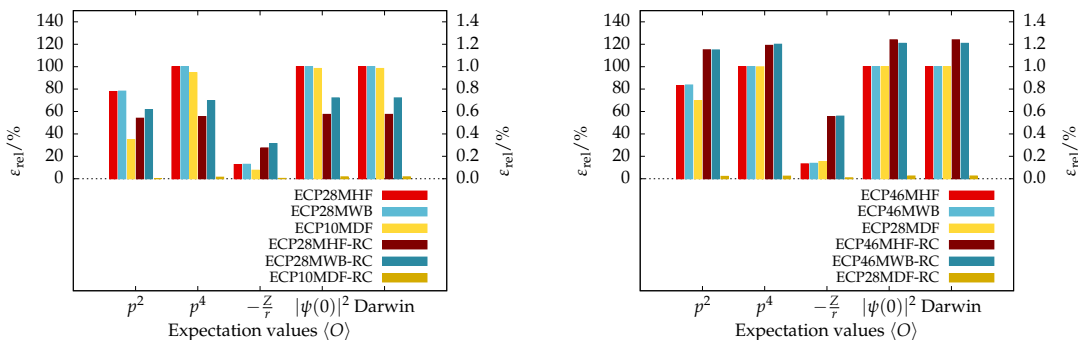 140
120
100
80
60
40
20
0
ε_rel/%
1.4
1.2
1.0
0.8
0.6
0.4
0.2
0.0
ε_rel/%
ECP28MHF
ECP28MWB
ECP10MDF
ECP28MHF-RC
ECP28MWB-RC
ECP10MDF-RC
p² p⁴ −Z/r |ψ(0)|² Darwin
Expectation values ⟨O⟩
140
120
100
80
60
40
20
0
ε_rel/%
1.4
1.2
1.0
0.8
0.6
0.4
0.2
0.0
ε_rel/%
ECP46MHF
ECP46MWB
ECP28MDF
ECP46MHF-RC
ECP46MWB-RC
ECP28MDF-RC
p² p⁴ −Z/r |ψ(0)|² Darwin
Expectation values ⟨O⟩